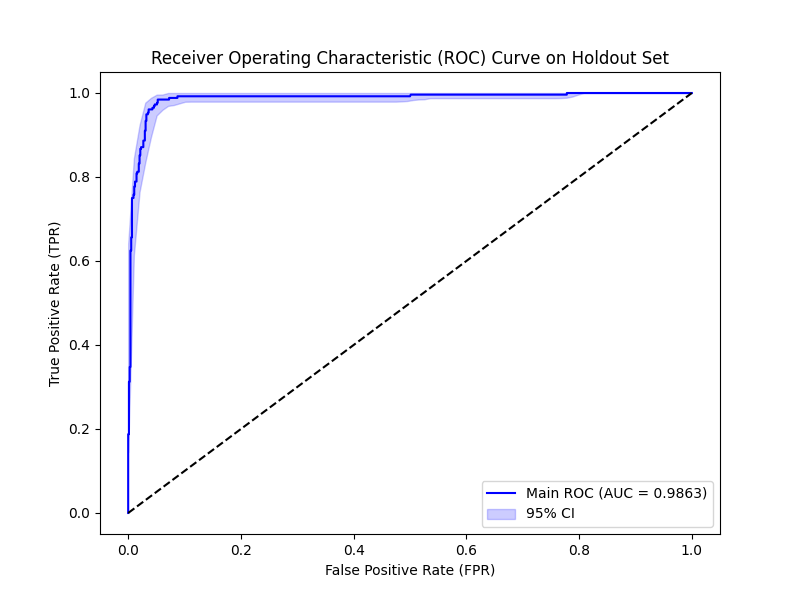 Receiver Operating Characteristic (ROC) Curve on Holdout Set
1.0
0.8
0.6
0.4
0.2
0.0
True Positive Rate (TPR)
Main ROC (AUC = 0.9863)
95% CI
0.0 0.2 0.4 0.6 0.8 1.0
False Positive Rate (FPR)